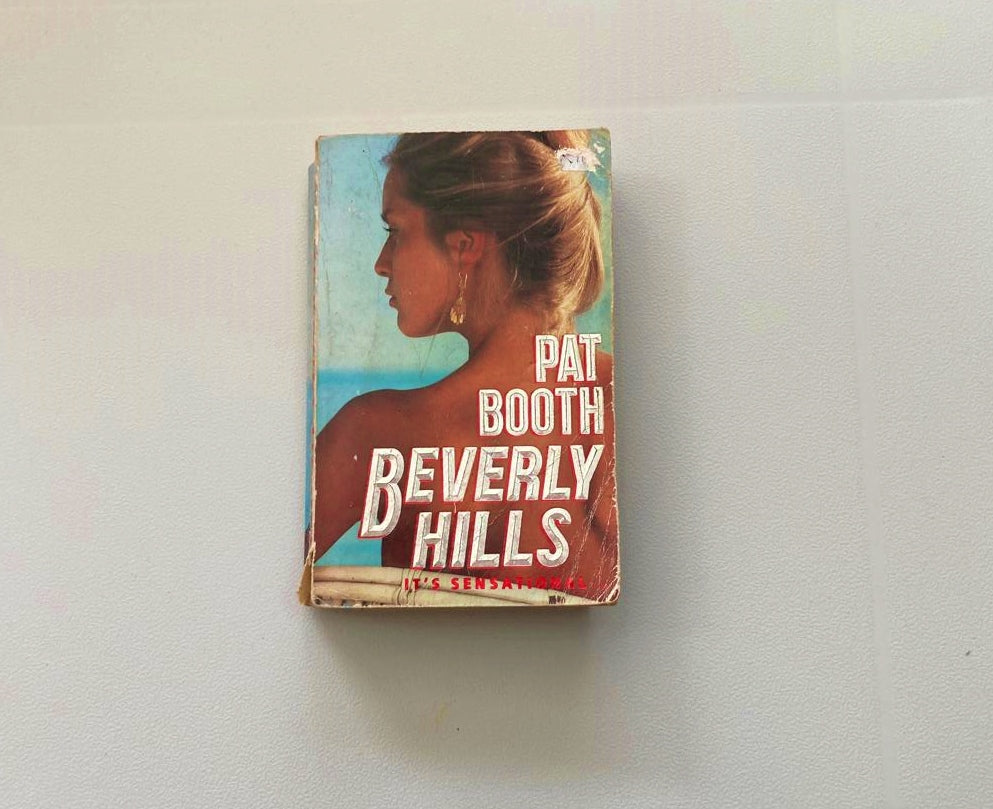 PAT
BOOTH
BEVERLY
HILLS
IT'S SENSATIONAL